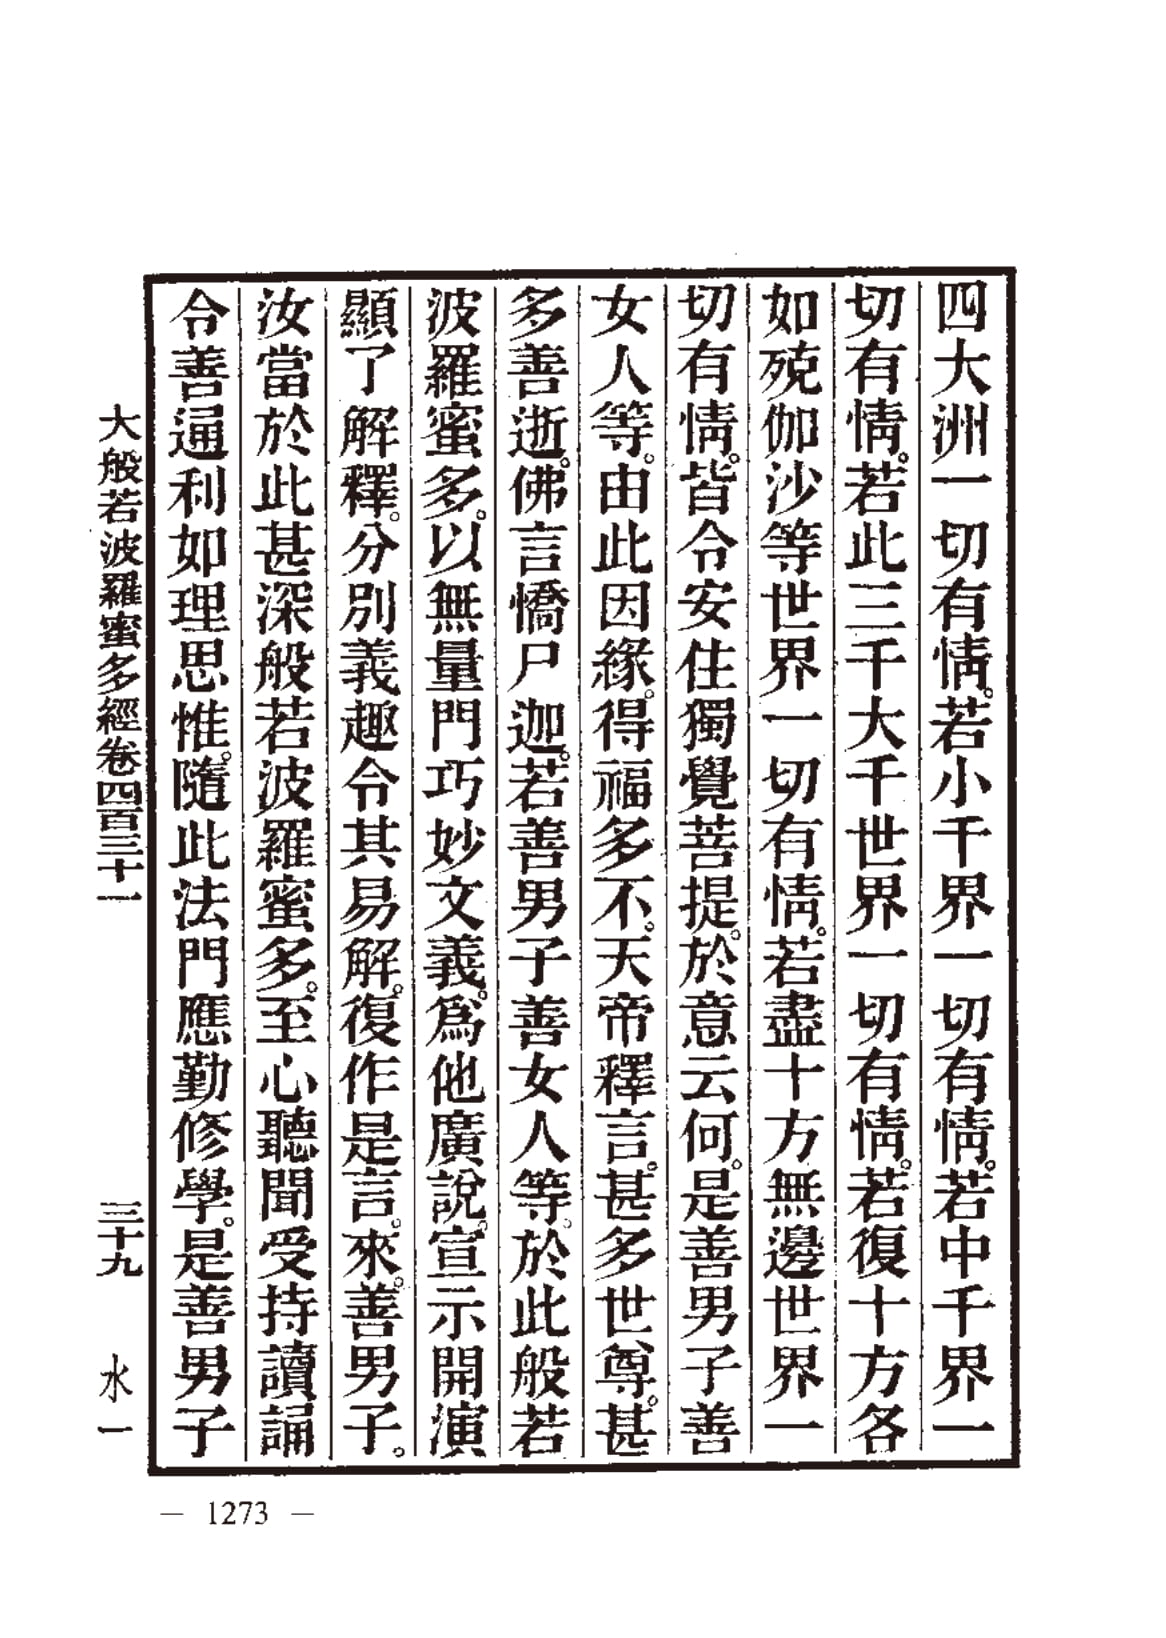 四大洲一切有情。若小千界一切有情。若中千界一
切有情。若此三千大千世界一切有情。若復十方各
如殑伽沙等世界一切有情。若盡十方無邊世界一
切有情。皆令安住獨覺菩提。於意云何。是善男子善
女人等。由此因緣。得福多不。天帝釋言。甚多世尊。甚
多善逝。佛言憍尸迦。若善男子善女人等。於此般若
波羅蜜多。以無量門巧妙文義。爲他廣說。宣示開演
顯了解釋。分別義趣令其易解。復作是言。來。善男子。
汝當於此甚深般若波羅蜜多。至心聽聞受持讀誦
令善通利如理思惟。隨此法門應勤修學。是善男子
大般若波羅蜜多經卷四百三十一 三十九 水一
— 1273 —